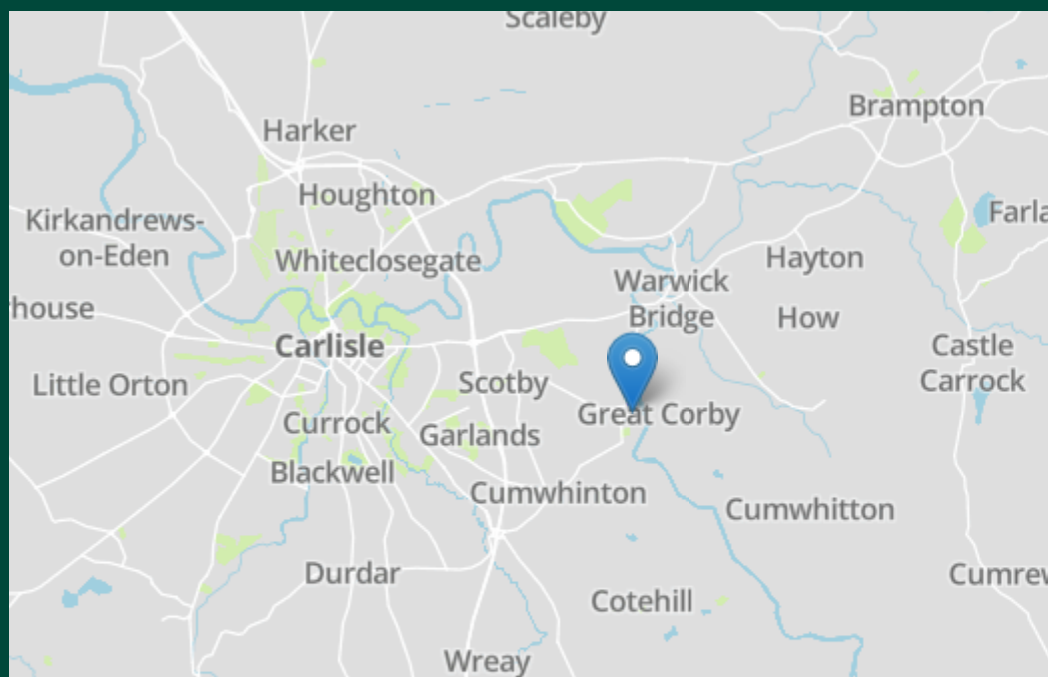 Scaleby
Brampton
Harker
Houghton
Kirkandrews-
on-Eden
Farla
Whiteclosegate
Hayton
Warwick
Bridge
rhouse
How
Carlisle
Castle
Carrock
Little Orton
Scotby
Great Corby
Currock
Garlands
Blackwell
Cumwhinton
Cumwhitton
Durdar
Cumrew
Cotehill
Wreay